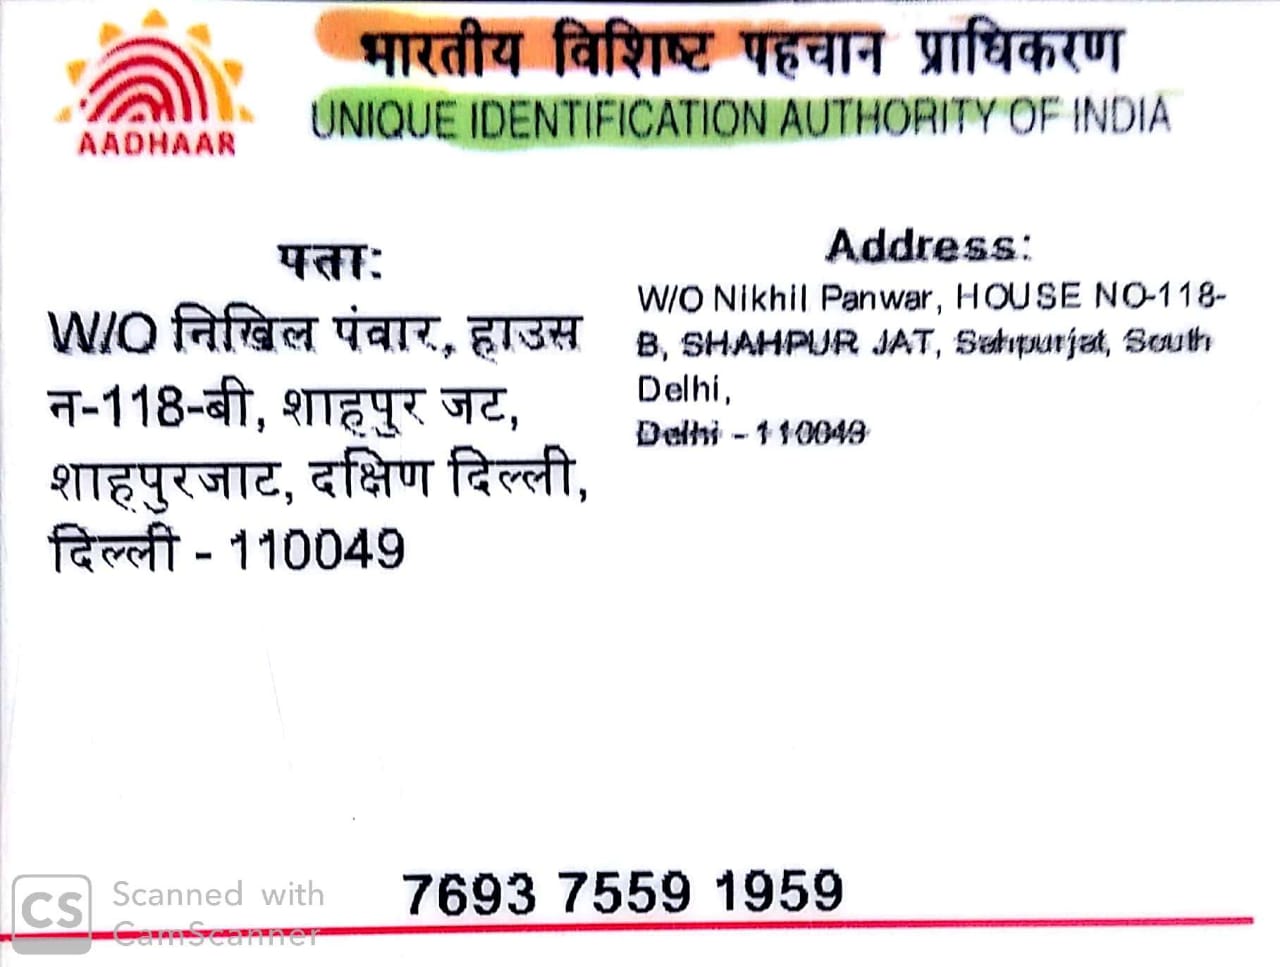 भारतीय विशिष्ट पहचान प्राधिकरण
UNIQUE IDENTIFICATION AUTHORITY OF INDIA
AADHAAR
पता:
W/O निखिल पंवार, हाउस
न-118-बी, शाहपुर जट,
शाहपुरजाट, दक्षिण दिल्ली,
दिल्ली - 110049
Address:
W/O Nikhil Panwar, HOUSE NO-118-
B, SHAHPUR JAT, Sahpurjat, South
Delhi,
Delhi - 110049
7693 7559 1959
CS
Scanned with
CamScanner